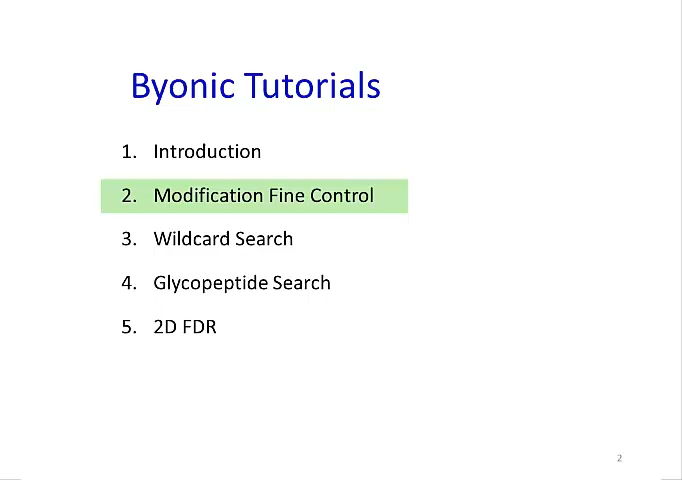 Byonic Tutorials
1. Introduction
2. Modification Fine Control
3. Wildcard Search
4. Glycopeptide Search
5. 2D FDR
2